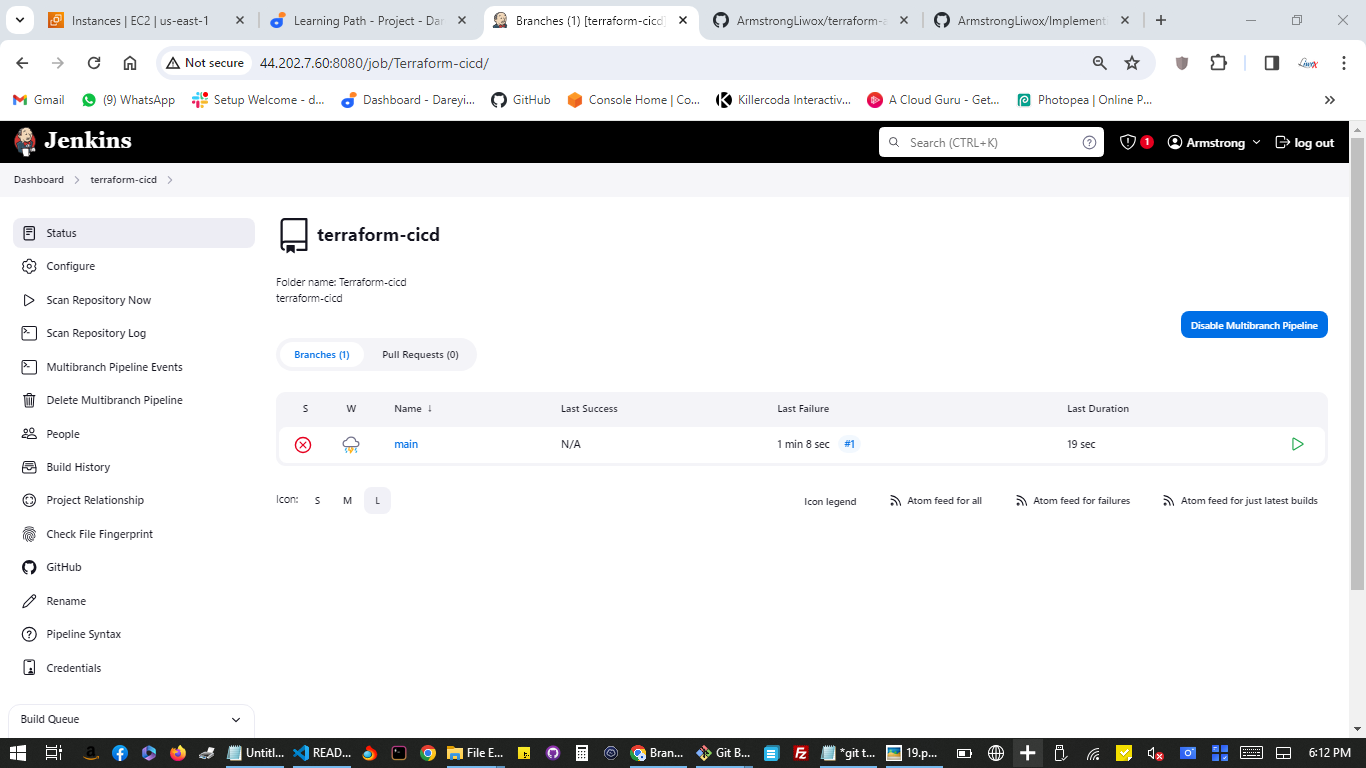 Instances | EC2 | us-east-1
Learning Path - Project - Dar
Branches (1) [terraform-cicd]
ArmstrongLiwox/terraform-a
ArmstrongLiwox/Implement
Not secure
44.202.7.60:8080/job/Terraform-cicd/
Liwox
Gmail
(9) WhatsApp
Setup Welcome - d...
Dashboard - Dareyi...
GitHub
Console Home | Co...
Killercoda Interactiv...
A Cloud Guru - Get...
Photopea | Online P...
Jenkins
Search (CTRL+K)
1
Armstrong
log out
Dashboard
terraform-cicd
Status
Configure
Scan Repository Now
Scan Repository Log
Multibranch Pipeline Events
Delete Multibranch Pipeline
People
Build History
Project Relationship
Check File Fingerprint
GitHub
Rename
Pipeline Syntax
Credentials
Build Queue
terraform-cicd
Folder name: Terraform-cicd
terraform-cicd
Disable Multibranch Pipeline
Branches (1)
Pull Requests (0)
S W Name ↓ Last Success Last Failure Last Duration
main N/A 1 min 8 sec #1 19 sec
Icon: S M L
Icon legend
Atom feed for all
Atom feed for failures
Atom feed for just latest builds
Untitl...
READ...
File E...
Bran...
Git B...
*git t...
19.p...
6:12 PM